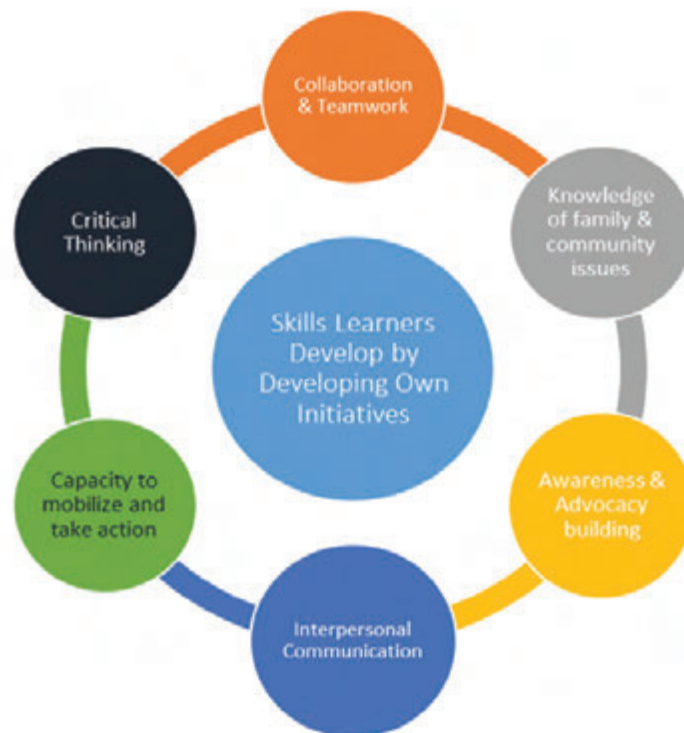 Collaboration
& Teamwork
Knowledge
of family &
community
issues
Critical
Thinking
Skills Learners
Develop by
Developing Own
Initiatives
Capacity to
mobilize and
take action
Awareness &
Advocacy
building
Interpersonal
Communication